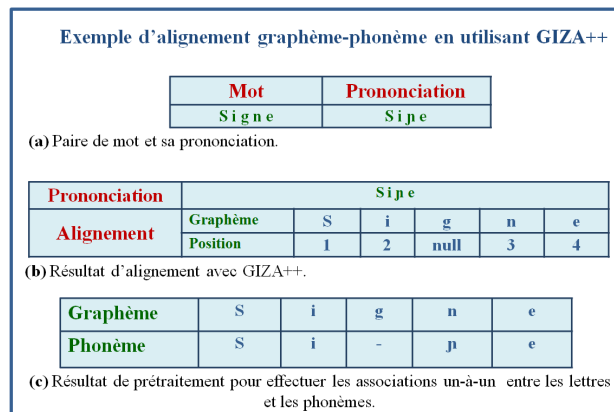 Exemple d'alignement graphème-phonème en utilisant GIZA++
Mot Prononciation
S i g n e S i ɲ e
(a) Paire de mot et sa prononciation.
Prononciation S i ɲ e
Alignement Graphème S i g n e
Position 1 2 null 3 4
(b) Résultat d'alignement avec GIZA++.
Graphème S i g n e
Phonème S i - ɲ e
(c) Résultat de prétraitement pour effectuer les associations un-à-un entre les lettres
et les phonèmes.